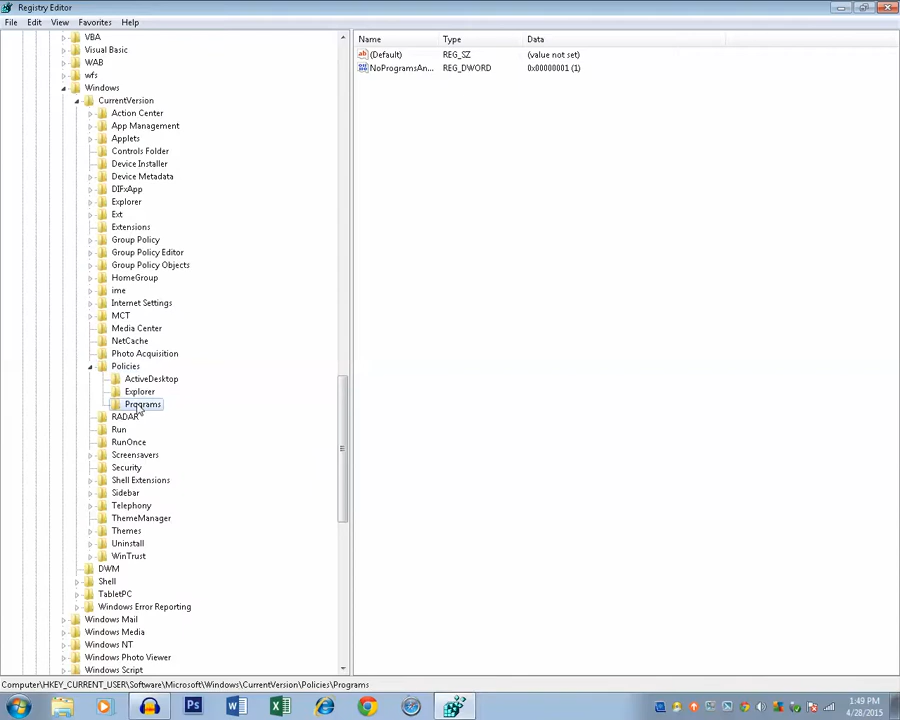 Registry Editor
File Edit View Favorites Help
VBA
Visual Basic
WAB
wfs
Windows
CurrentVersion
Action Center
App Management
Applets
Controls Folder
Device Installer
Device Metadata
DIFxApp
Explorer
Ext
Extensions
Group Policy
Group Policy Editor
Group Policy Objects
HomeGroup
ime
Internet Settings
MCT
Media Center
NetCache
Photo Acquisition
Policies
ActiveDesktop
Explorer
Programs
RADAR
Run
RunOnce
Screensavers
Security
Shell Extensions
Sidebar
Telephony
ThemeManager
Themes
Uninstall
WinTrust
DWM
Shell
TabletPC
Windows Error Reporting
Windows Mail
Windows Media
Windows NT
Windows Photo Viewer
Windows Script
Name Type Data
(Default) REG_SZ (value not set)
NoProgramsAn... REG_DWORD 0x00000001 (1)
Computer\HKEY_CURRENT_USER\Software\Microsoft\Windows\CurrentVersion\Policies\Programs
Ps
1:49 PM
4/28/2015